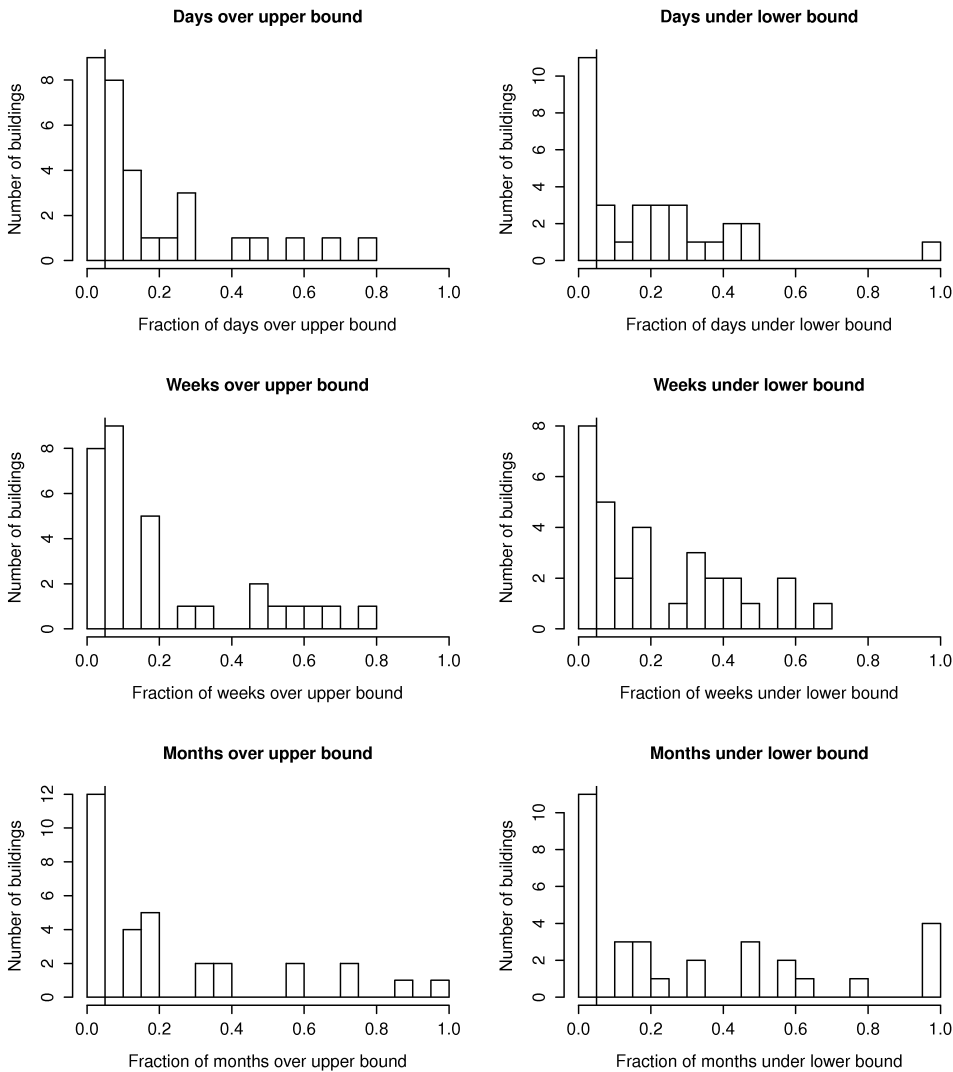 Days over upper bound
Number of buildings
0 2 4 6 8
0.0 0.2 0.4 0.6 0.8 1.0
Fraction of days over upper bound
Days under lower bound
Number of buildings
0 2 4 6 8 10
0.0 0.2 0.4 0.6 0.8 1.0
Fraction of days under lower bound
Weeks over upper bound
Number of buildings
0 2 4 6 8
0.0 0.2 0.4 0.6 0.8 1.0
Fraction of weeks over upper bound
Weeks under lower bound
Number of buildings
0 2 4 6 8
0.0 0.2 0.4 0.6 0.8 1.0
Fraction of weeks under lower bound
Months over upper bound
Number of buildings
0 2 4 6 8 10 12
0.0 0.2 0.4 0.6 0.8 1.0
Fraction of months over upper bound
Months under lower bound
Number of buildings
0 2 4 6 8 10
0.0 0.2 0.4 0.6 0.8 1.0
Fraction of months under lower bound